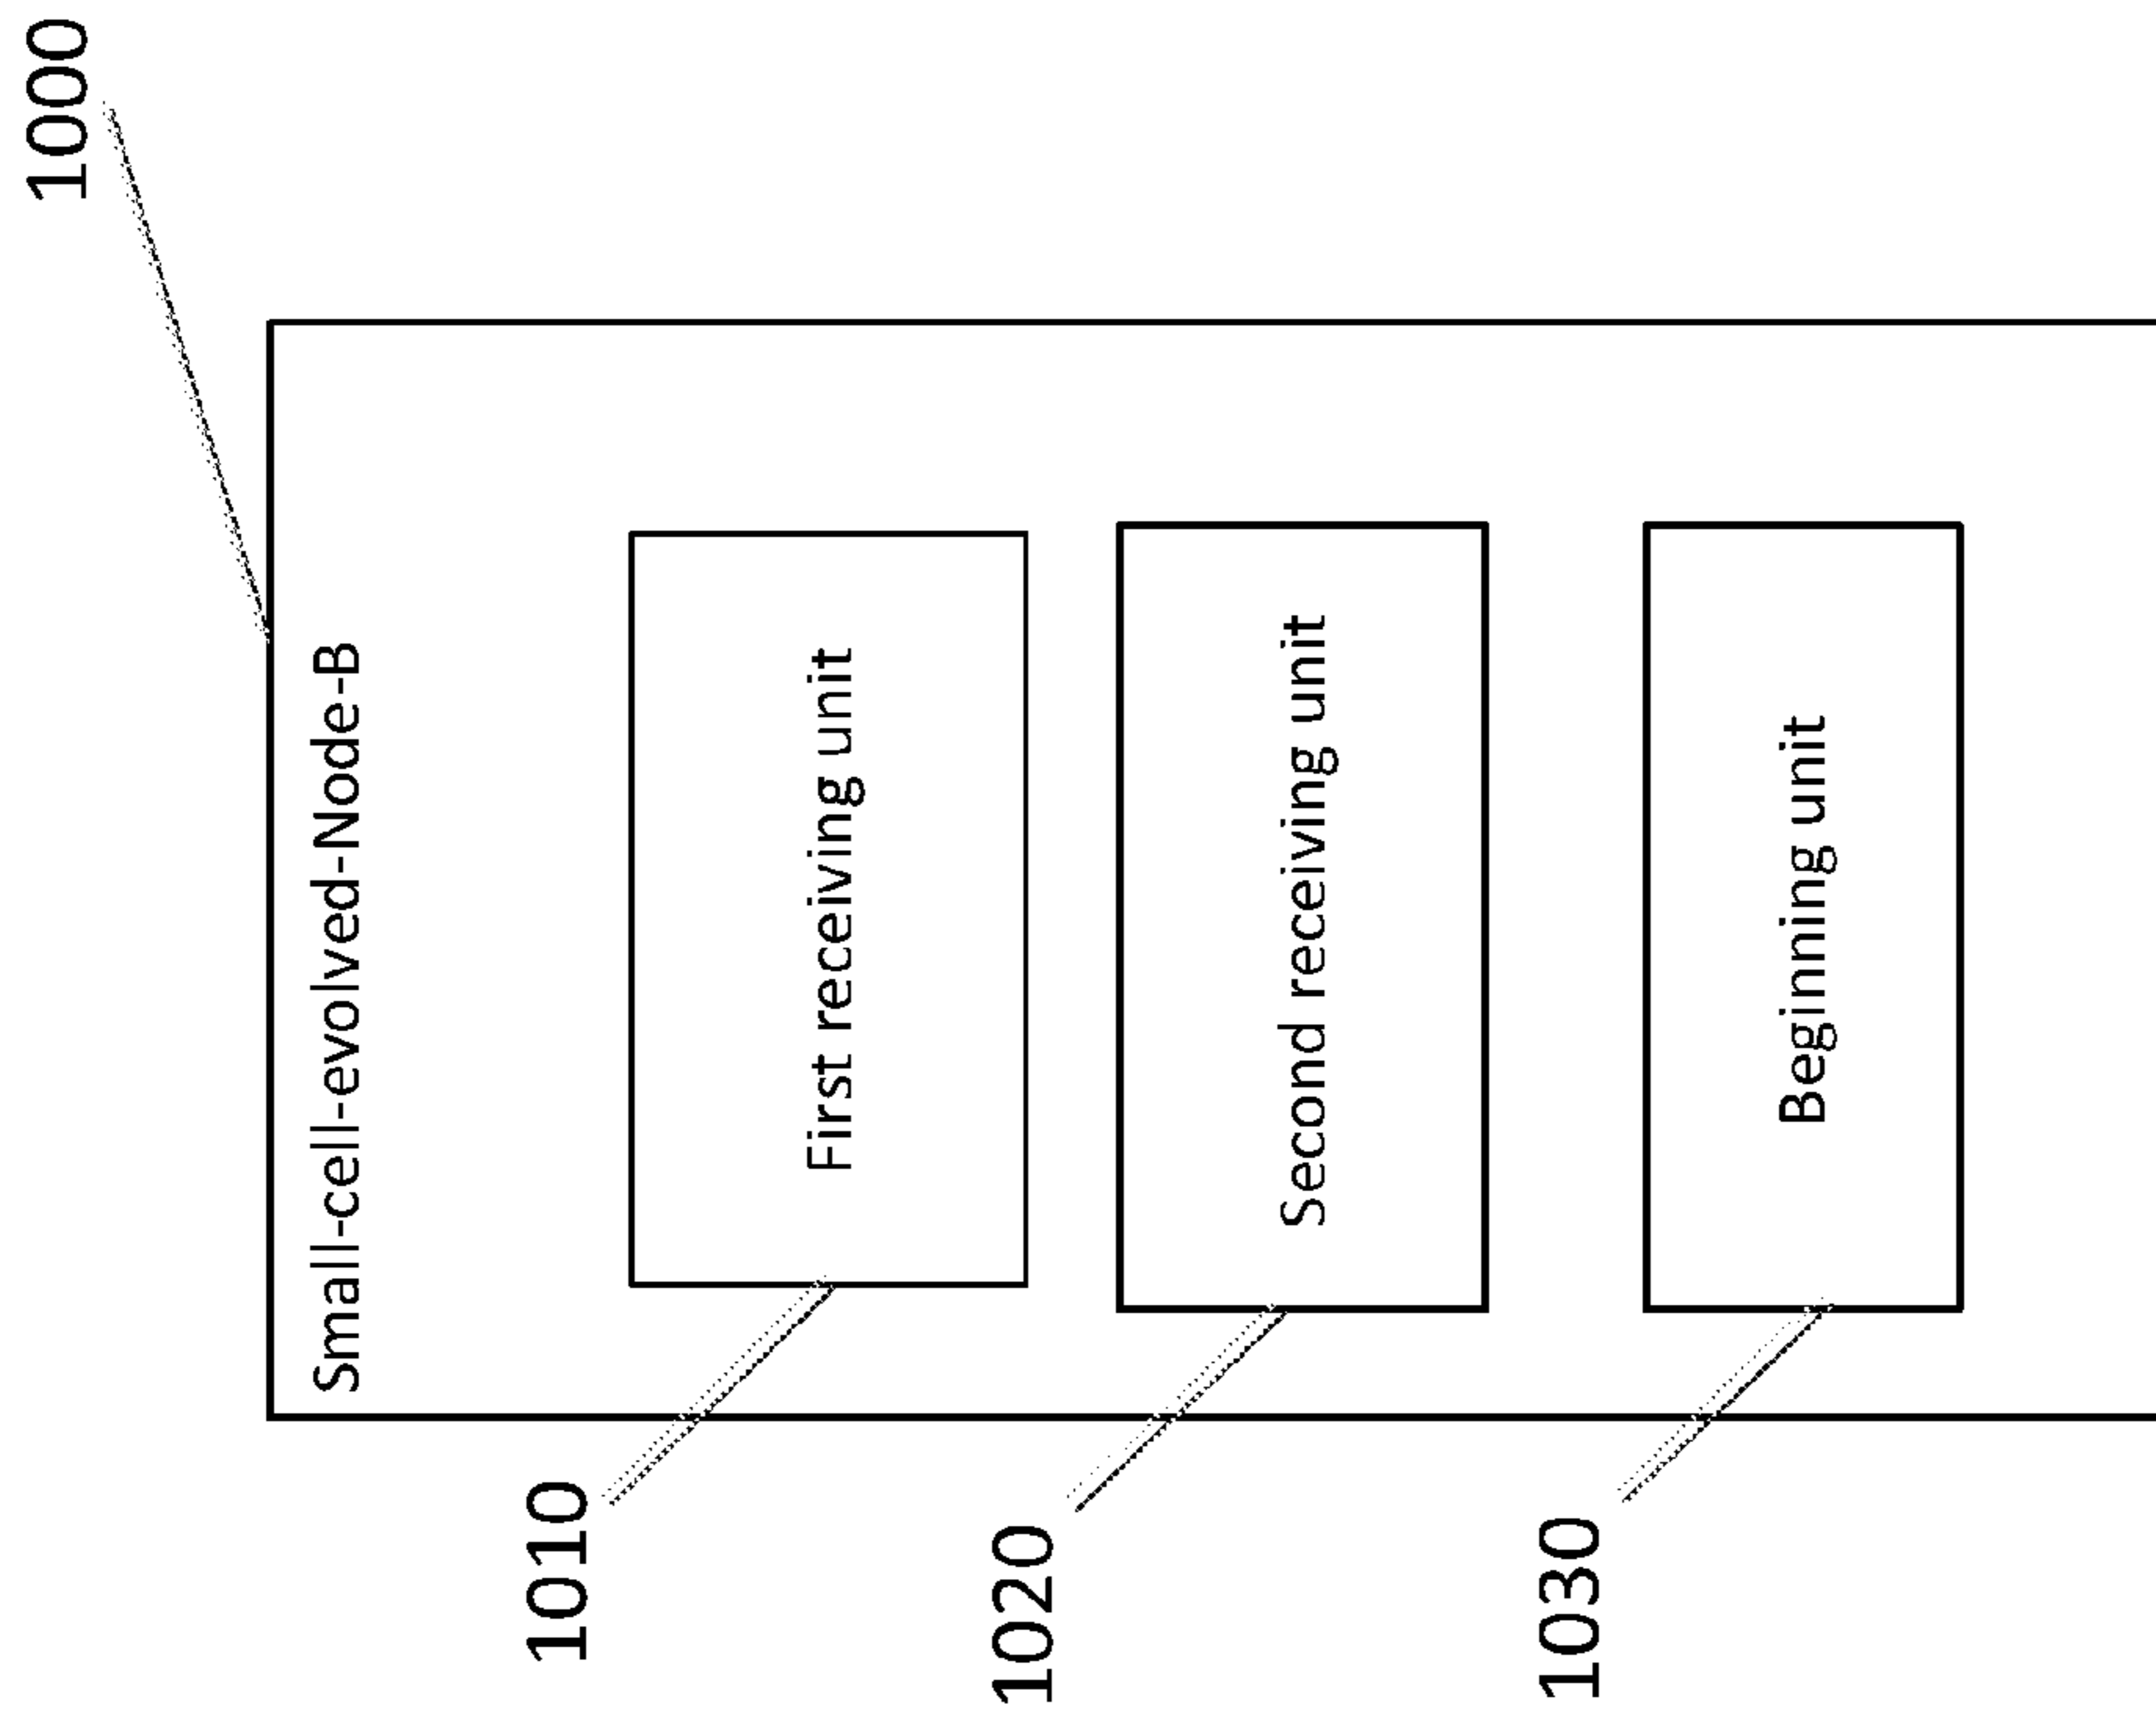 1000
Small-cell-evolved-Node-B
1010
First receiving unit
1020
Second receiving unit
1030
Beginning unit